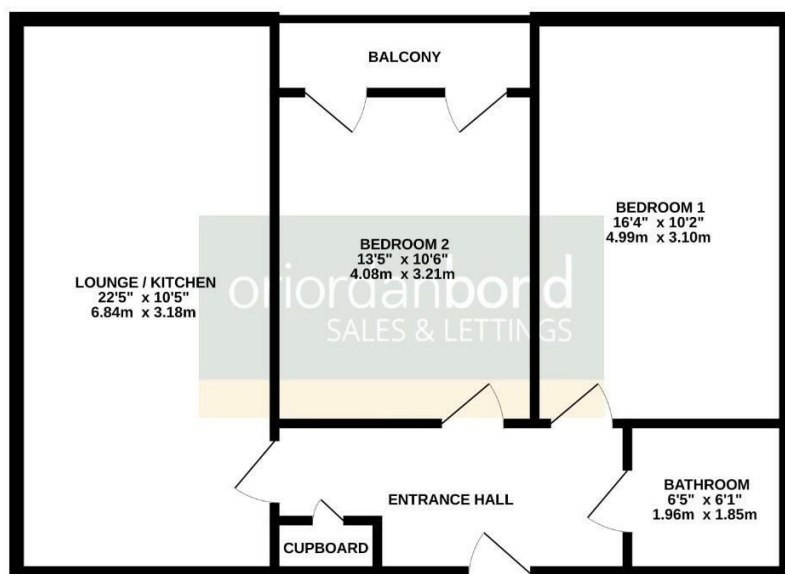 BALCONY
BEDROOM 1
16'4" x 10'2"
4.99m x 3.10m
BEDROOM 2
13'5" x 10'6"
4.08m x 3.21m
LOUNGE / KITCHEN
22'5" x 10'5"
6.84m x 3.18m
oriordanbond
SALES & LETTINGS
BATHROOM
6'5" x 6'1"
1.96m x 1.85m
ENTRANCE HALL
CUPBOARD